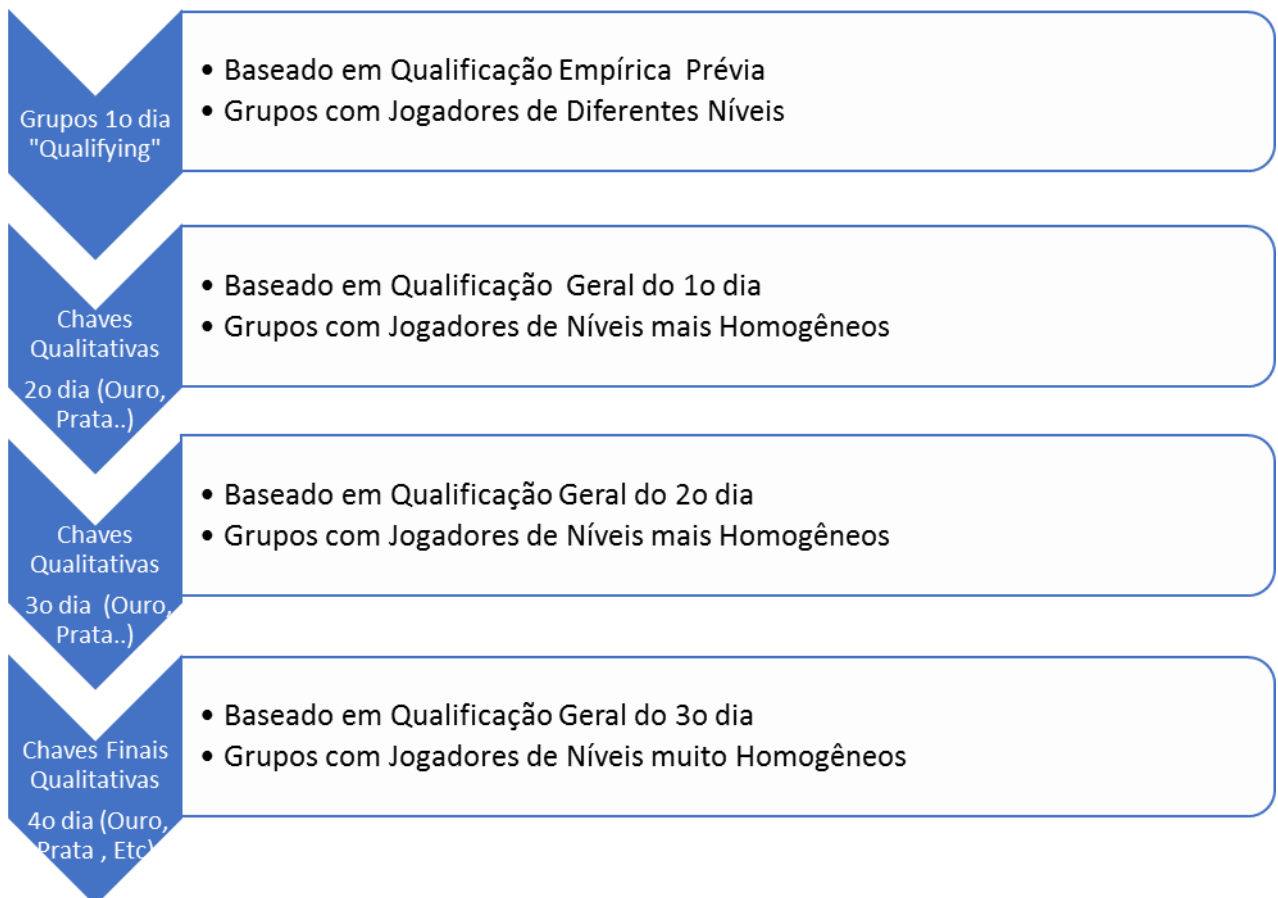 Grupos 1o dia
"Qualifying"
• Baseado em Qualificação Empírica Prévia
• Grupos com Jogadores de Diferentes Níveis
Chaves
Qualitativas
2o dia (Ouro,
Prata..)
• Baseado em Qualificação Geral do 1o dia
• Grupos com Jogadores de Níveis mais Homogêneos
Chaves
Qualitativas
3o dia (Ouro,
Prata..)
• Baseado em Qualificação Geral do 2o dia
• Grupos com Jogadores de Níveis mais Homogêneos
Chaves Finais
Qualitativas
4o dia (Ouro,
Prata , Etc)
• Baseado em Qualificação Geral do 3o dia
• Grupos com Jogadores de Níveis muito Homogêneos